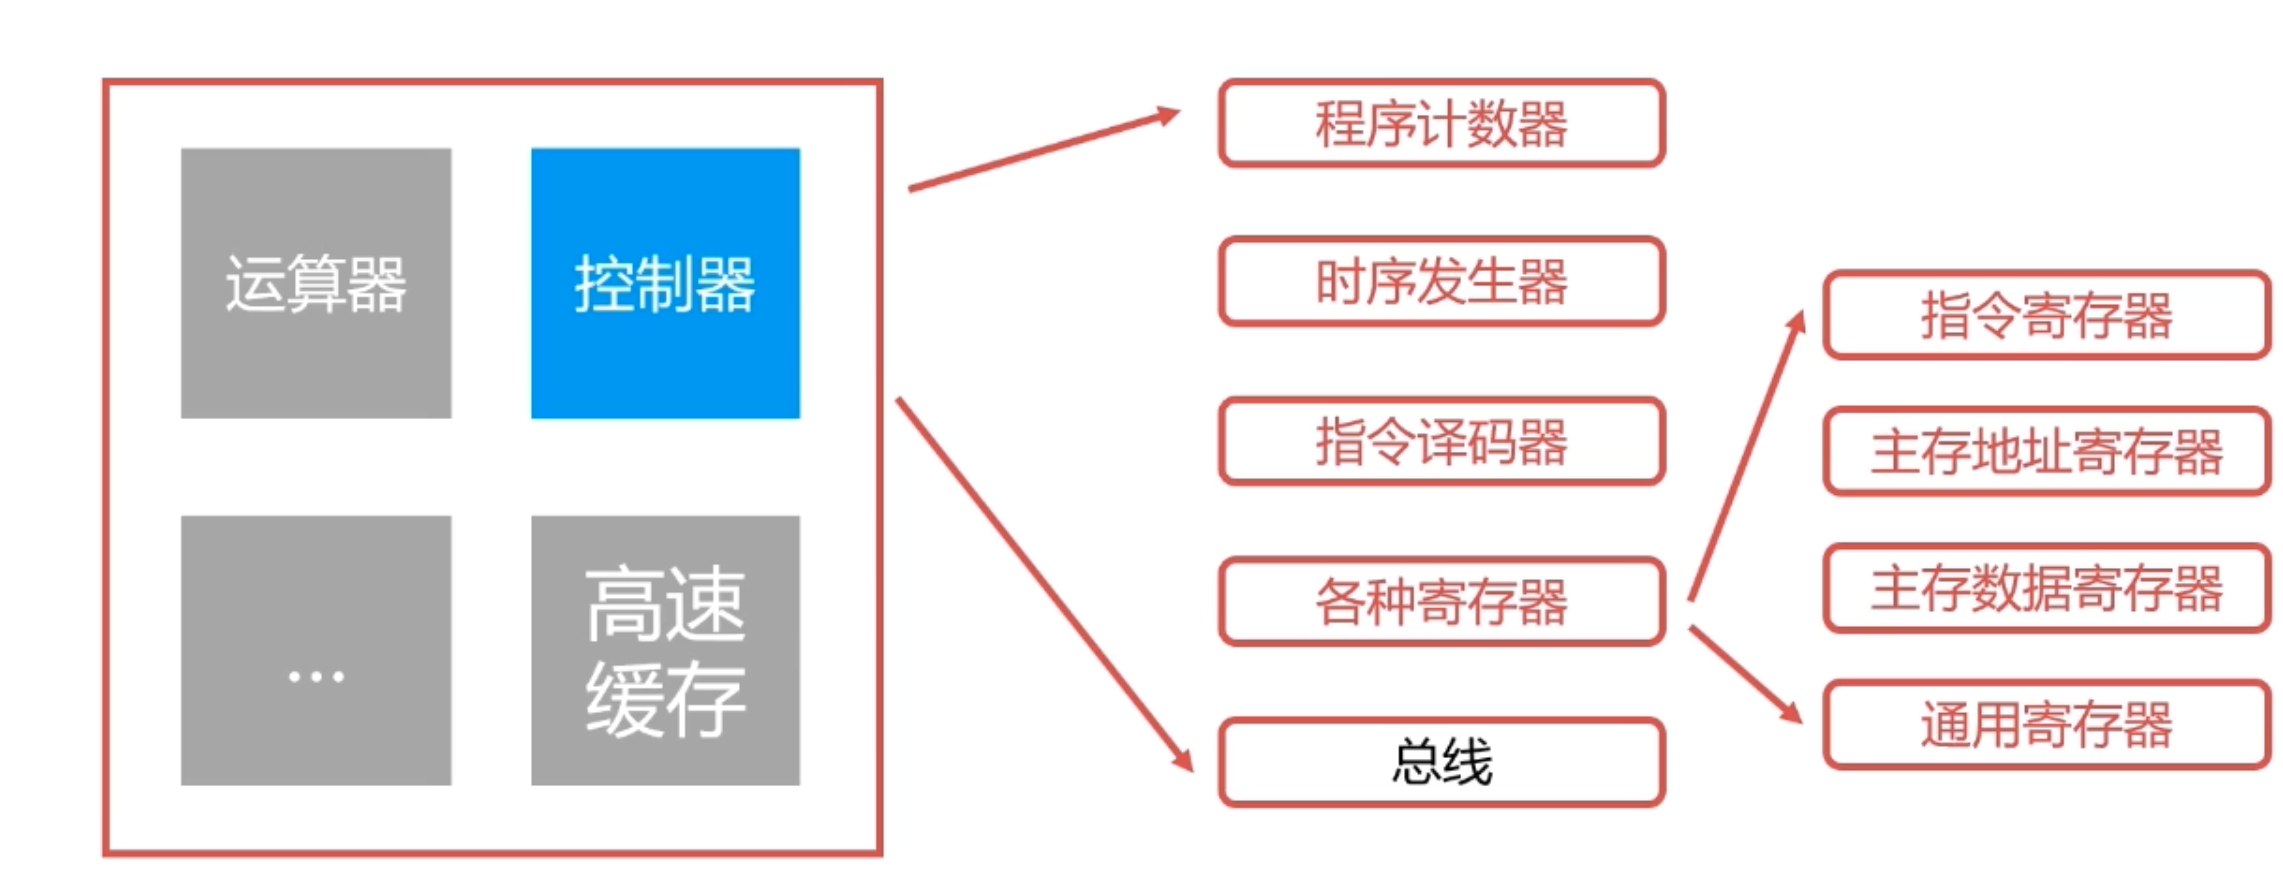 运算器
控制器
...
高速
缓存
程序计数器
时序发生器
指令译码器
各种寄存器
总线
指令寄存器
主存地址寄存器
主存数据寄存器
通用寄存器